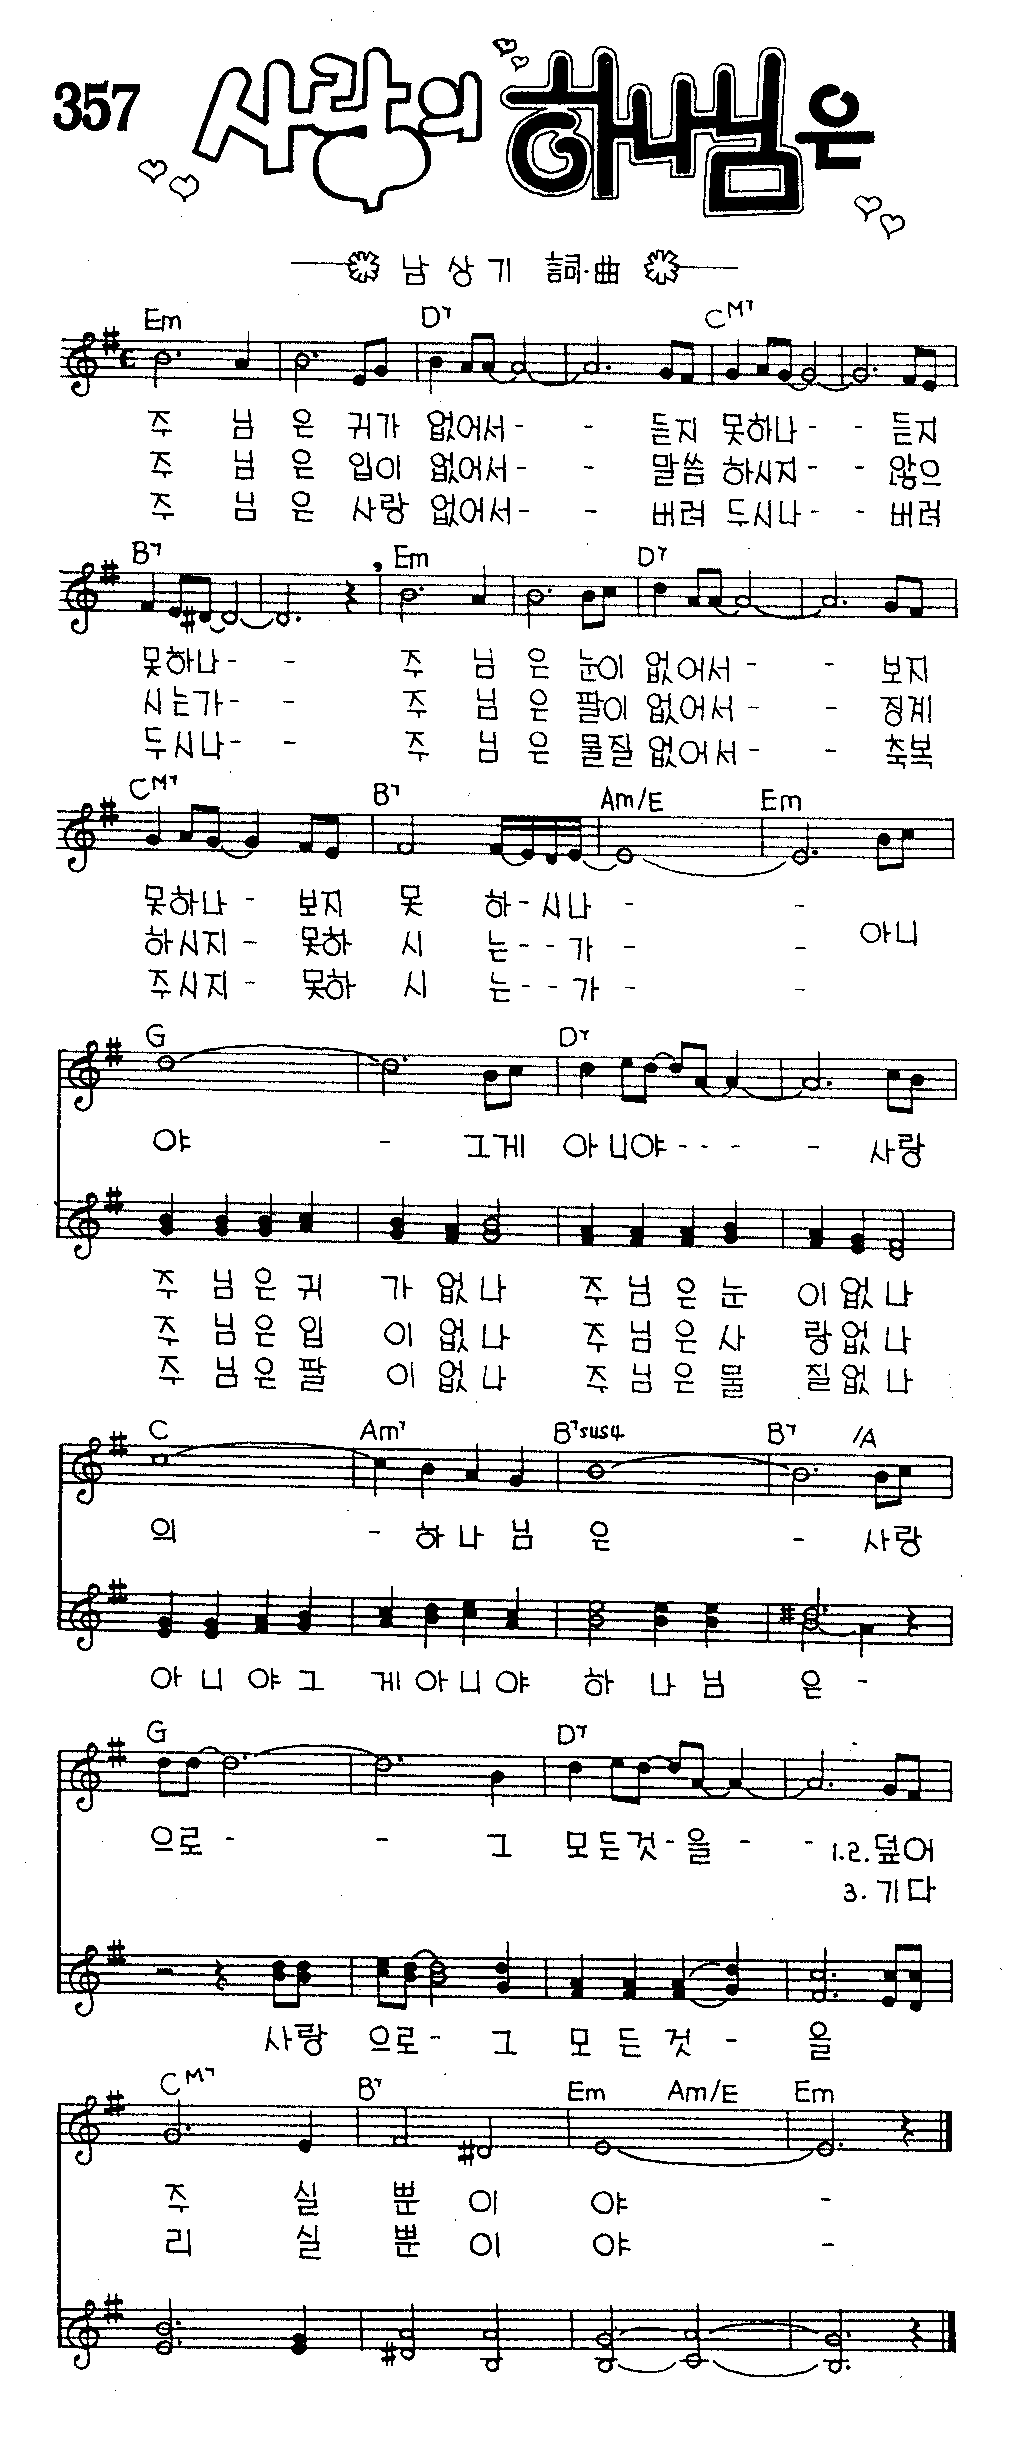 357 사랑의 하나님은
남상기 詞·曲
Em D7 CM7
주 님 은 귀가 없어서- - 듣지 못하나- - 듣지
주 님 은 입이 없어서- - 말씀 하시지- - 않으
주 님 은 사랑 없어서- - 버려 두시나- - 버려
B7 Em D7
못하나- - 주 님 은 눈이 없어서- - 보지
시는가- - 주 님 은 팔이 없어서- - 징계
두시나- - 주 님 은 물질 없어서- - 축복
CM7 B7 Am/E Em
못하나- 보지 못 하-시나 - -
하시지- 못하 시 는--가 - - 아니
주시지- 못하 시 는--가 - -
G D7
야 - 그게 아니야--- - 사랑
주 님은귀 가 없나 주 님 은 눈 이없나
주 님은입 이 없나 주 님 은 사 랑없나
주 님은팔 이 없나 주 님 은 물 질없나
C Am7 B7sus4 B7 /A
의 - 하나 님 은 - 사랑
아 니 야 그 게아니야 하 나 님 은 -
G D7
으로- - 그 모든것-을 - - 1.2.덮어
3.기다
사랑 으로- 그 모 든 것 - 을
CM7 B7 Em Am/E Em
주 실 뿐 이 야 -
리 실 뿐 이 야 -